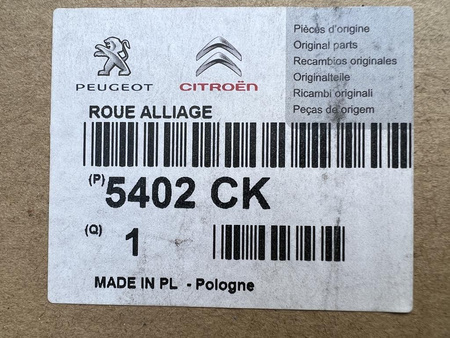 PEUGEOT
CITROËN
Pièces d'origine
Original parts
Recambios originales
Originalteile
Ricambi originali
Peças de origem
ROUE ALLIAGE
(P) 5402 CK
(Q) 1
MADE IN PL - Pologne